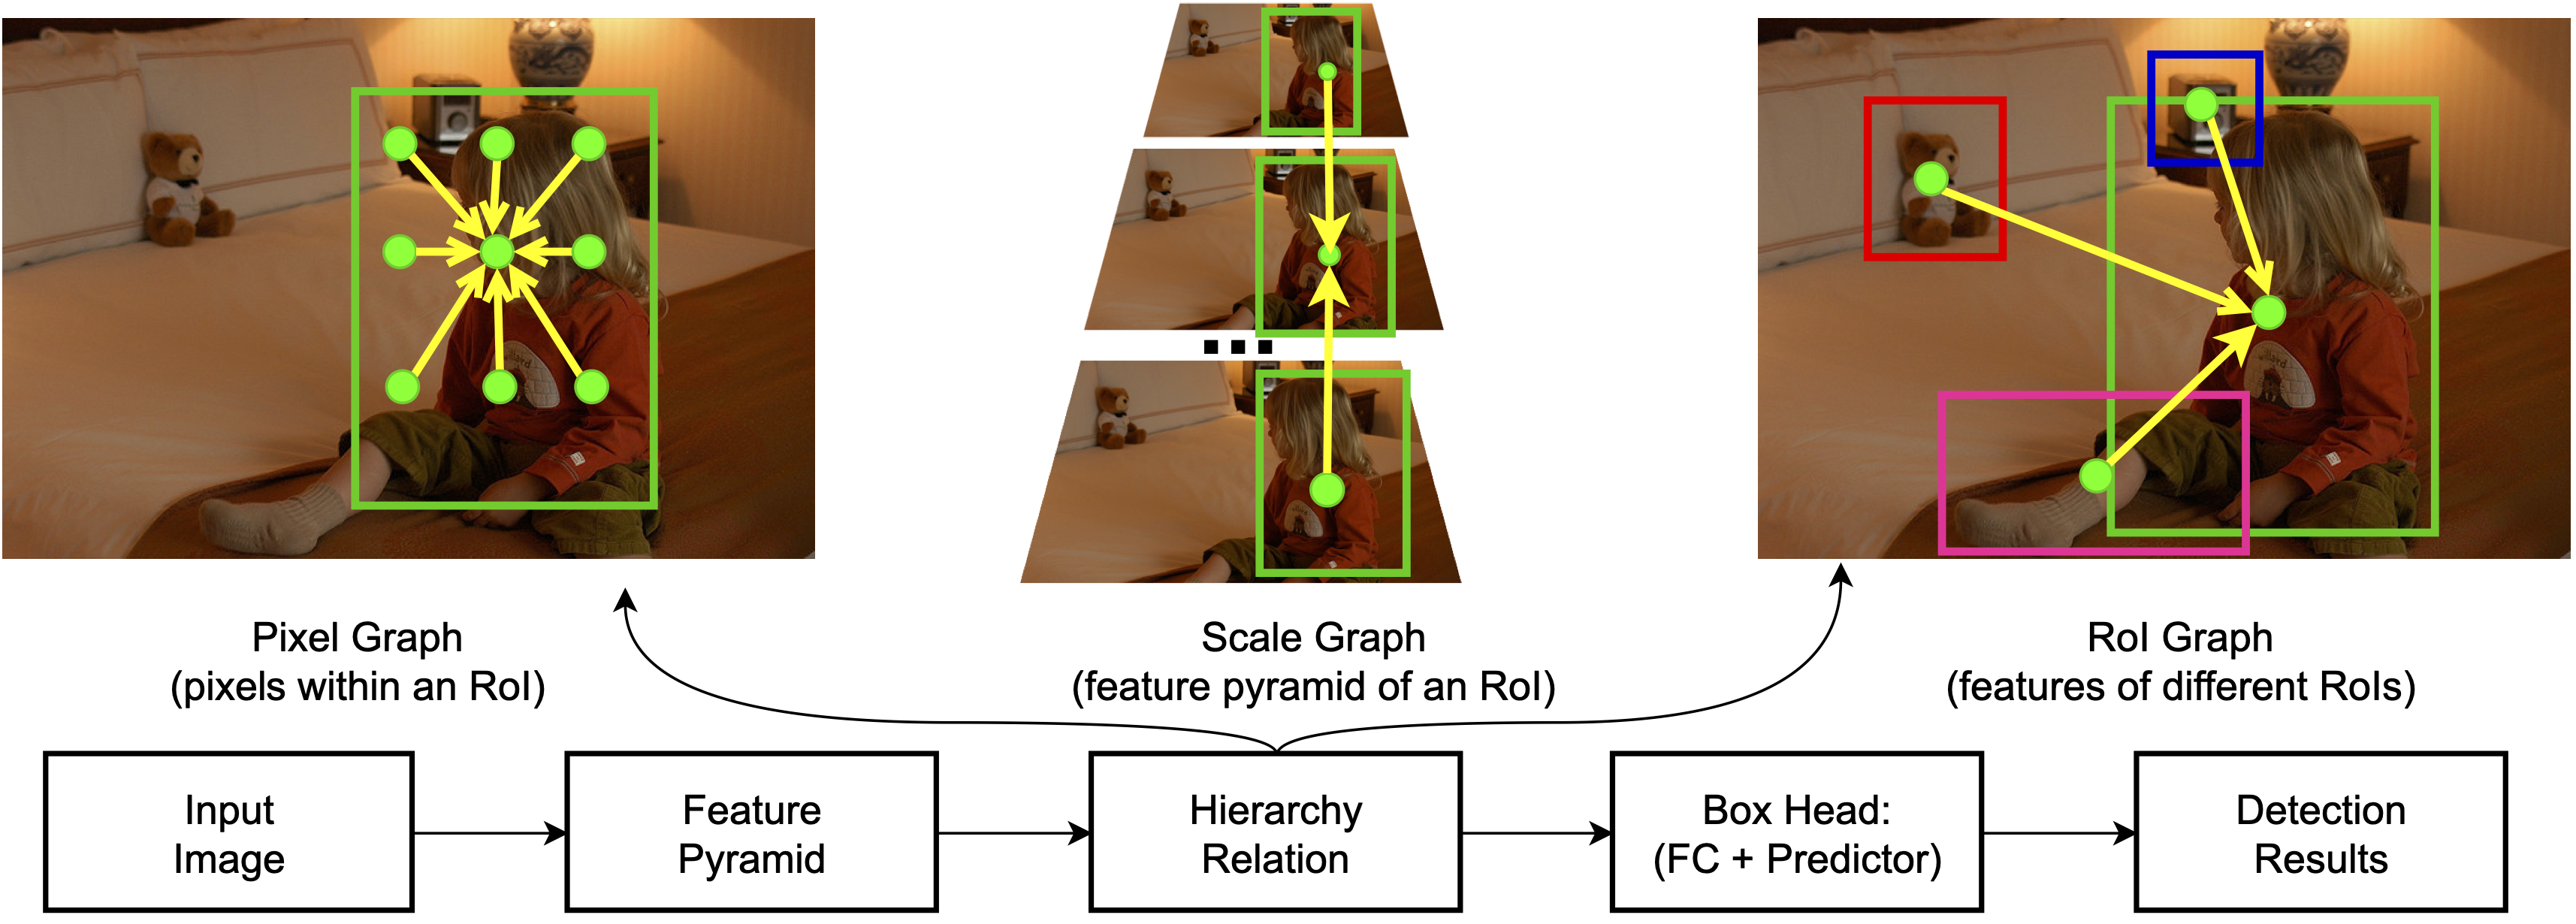 Pixel Graph
(pixels within an RoI)
Scale Graph
(feature pyramid of an RoI)
RoI Graph
(features of different RoIs)
Input
Image
Feature
Pyramid
Hierarchy
Relation
Box Head:
(FC + Predictor)
Detection
Results